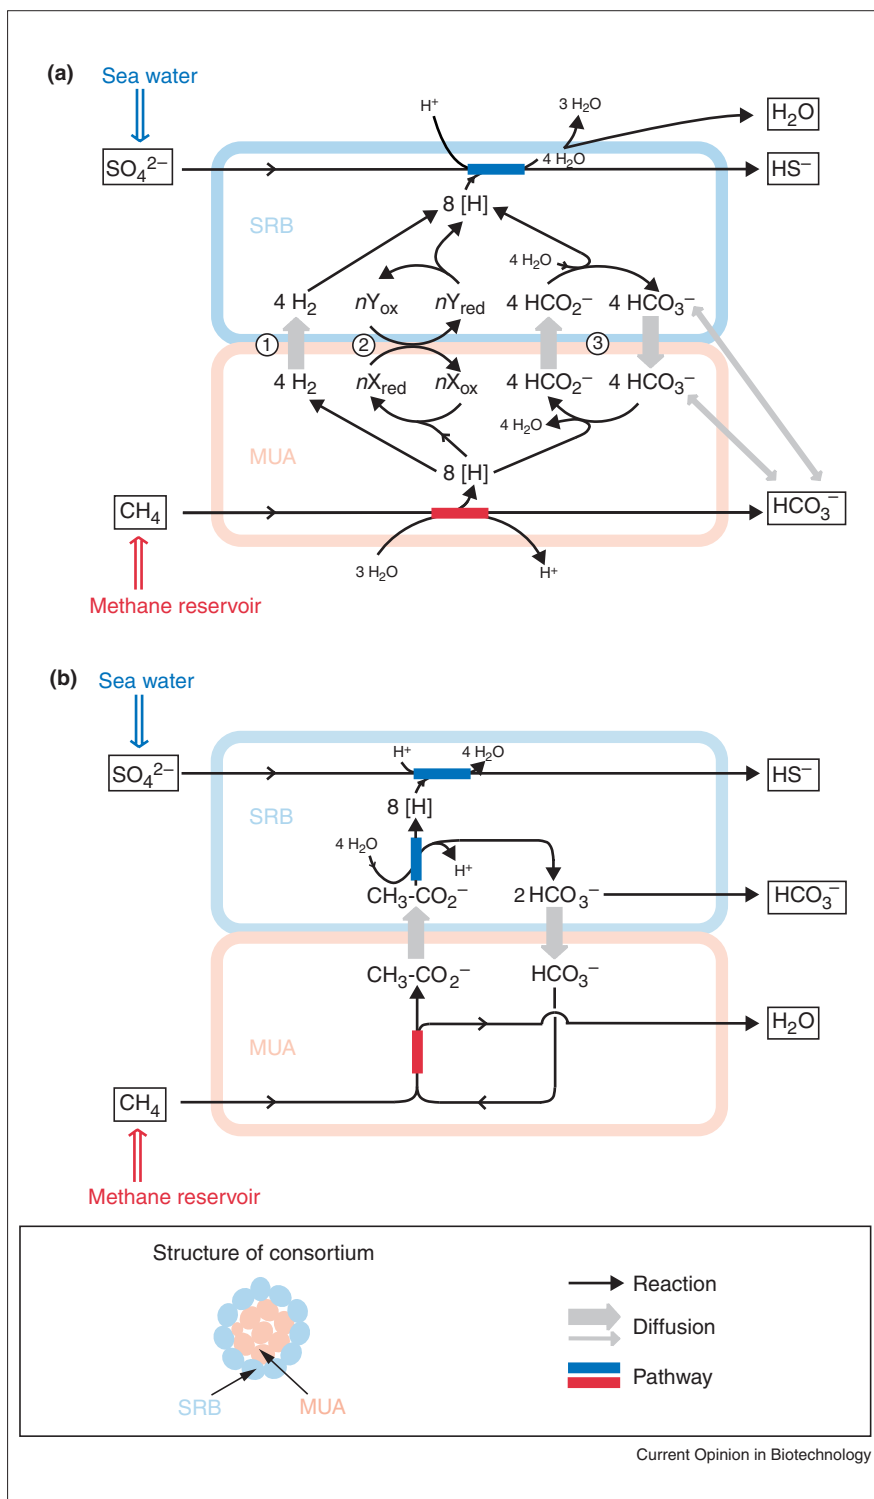 (a)
Sea water
H⁺
3 H₂O
H₂O
SO₄²⁻
4 H₂O
HS⁻
8 [H]
SRB
4 H₂O
4 H₂
nYox
nYred
4 HCO₂⁻
4 HCO₃⁻
1
2
3
4 H₂
nXred
nXox
4 HCO₂⁻
4 HCO₃⁻
4 H₂O
MUA
8 [H]
CH₄
HCO₃⁻
3 H₂O
H⁺
Methane reservoir
(b)
Sea water
H⁺
4 H₂O
SO₄²⁻
HS⁻
8 [H]
SRB
4 H₂O
H⁺
CH₃-CO₂⁻
2 HCO₃⁻
HCO₃⁻
CH₃-CO₂⁻
HCO₃⁻
H₂O
MUA
CH₄
Methane reservoir
Structure of consortium
Reaction
Diffusion
Pathway
SRB
MUA
Current Opinion in Biotechnology